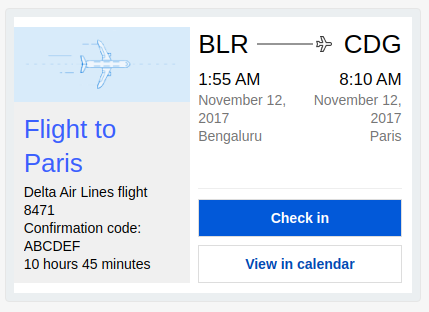 Flight to
Paris
Delta Air Lines flight
8471
Confirmation code:
ABCDEF
10 hours 45 minutes
BLR CDG
1:55 AM 8:10 AM
November 12, November 12,
2017 2017
Bengaluru Paris
Check in
View in calendar